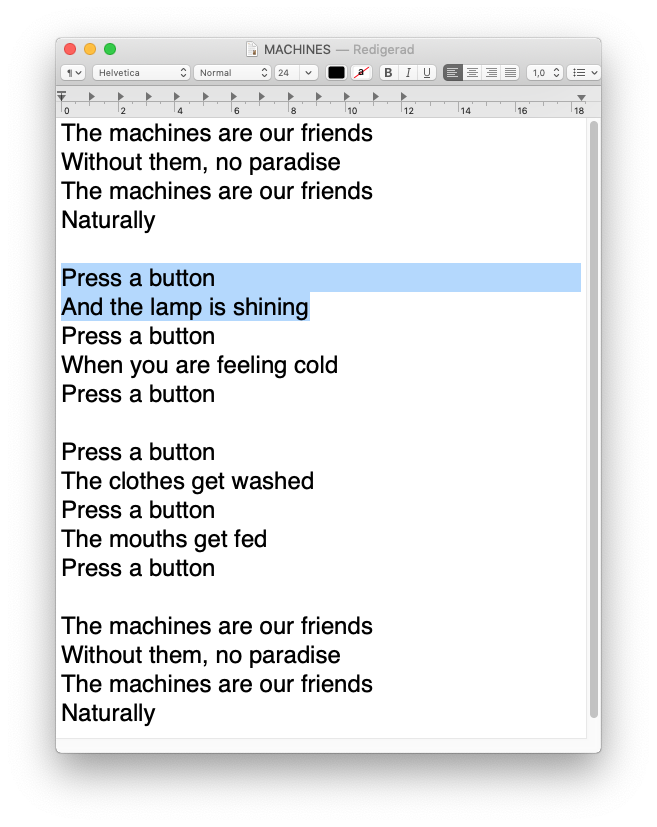 MACHINES — Redigerad
¶ Helvetica Normal 24 a B I U 1,0
0 2 4 6 8 10 12 14 16 18
The machines are our friends
Without them, no paradise
The machines are our friends
Naturally
Press a button
And the lamp is shining
Press a button
When you are feeling cold
Press a button
Press a button
The clothes get washed
Press a button
The mouths get fed
Press a button
The machines are our friends
Without them, no paradise
The machines are our friends
Naturally